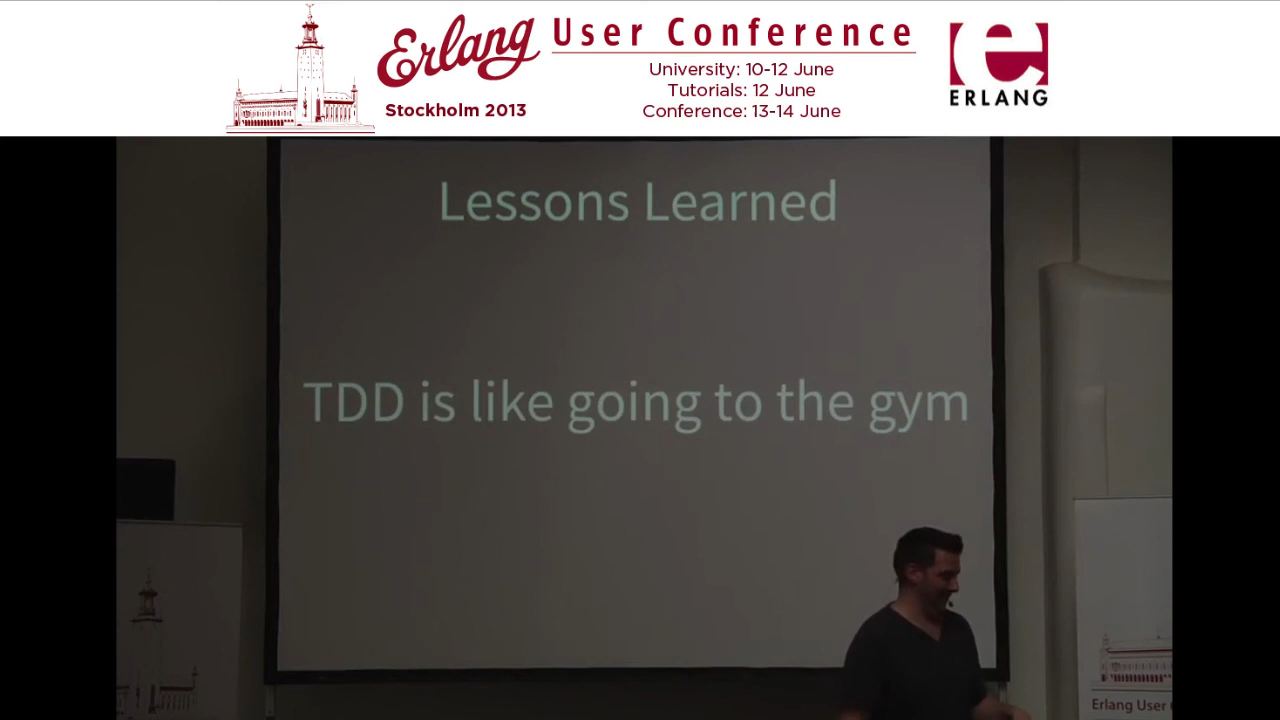 Erlang User Conference
Stockholm 2013
University: 10-12 June
Tutorials: 12 June
Conference: 13-14 June
ERLANG
Lessons Learned
TDD is like going to the gym
Erlang User